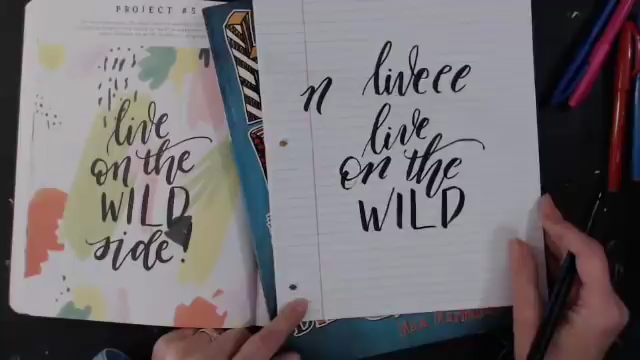 PROJECT #5
live
on the
WILD
side!
n liveee
live
on the
WILD